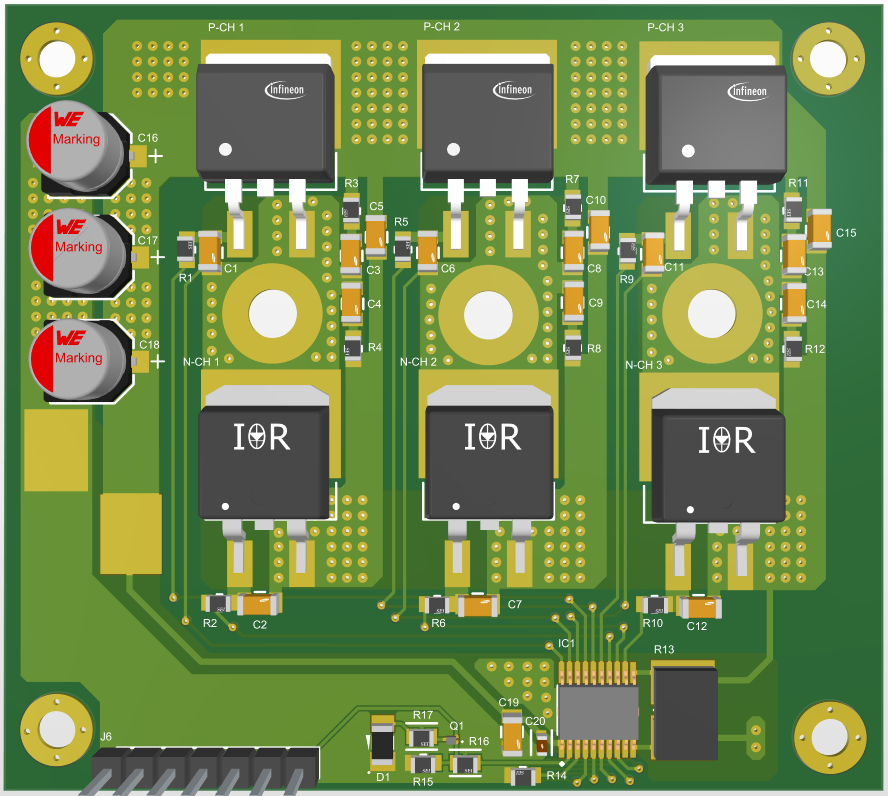 P-CH 1
P-CH 2
P-CH 3
Infineon
Infineon
Infineon
WE
Marking
C16
WE
Marking
C17
WE
Marking
C18
R3
C5
R5
R7
C10
R11
C15
R1
C1
C3
C6
C8
R9
C11
C13
C4
C9
C14
R4
R8
R12
N-CH 1
N-CH 2
N-CH 3
IOR
IOR
IOR
R2
C2
R6
C7
R10
C12
IC1
R13
C19
C20
R17
Q1
R16
J6
D1
R15
R14